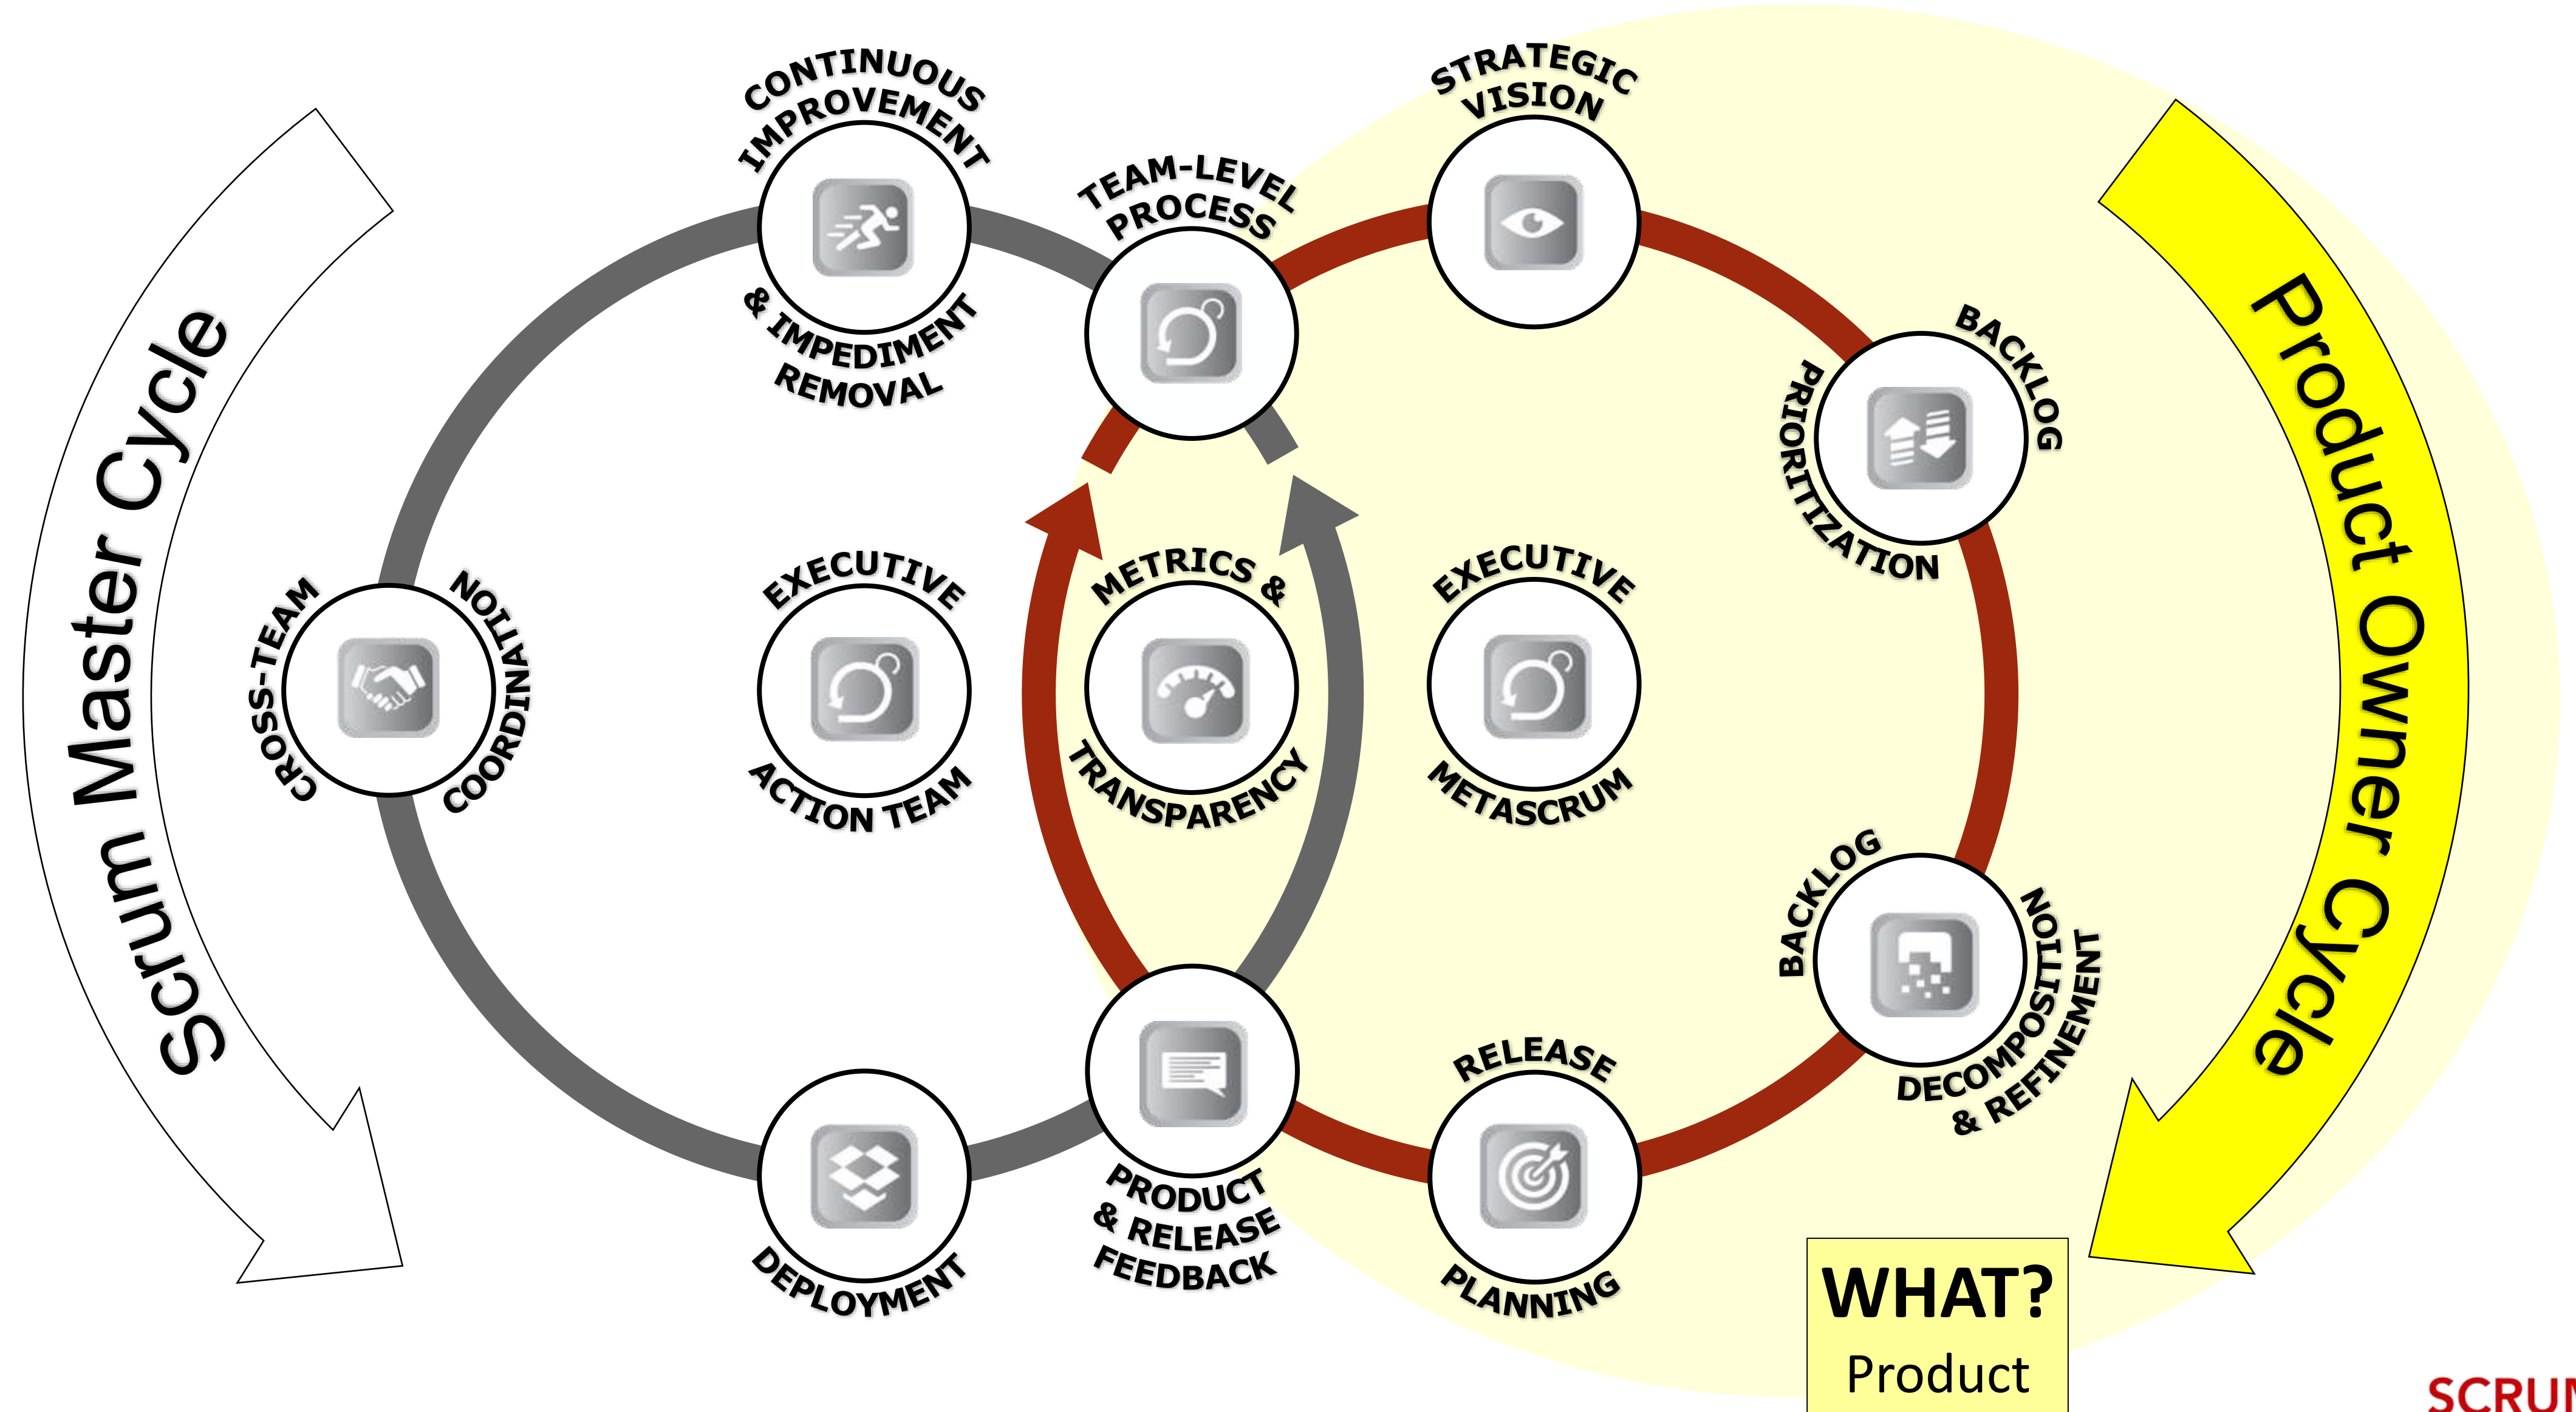 Scrum Master Cycle
CONTINUOUS
IMPROVEMENT
& IMPEDIMENT
REMOVAL
TEAM-LEVEL
PROCESS
STRATEGIC
VISION
BACKLOG
PRIORITIZATION
CROSS-TEAM
COORDINATION
EXECUTIVE
ACTION TEAM
METRICS &
TRANSPARENCY
EXECUTIVE
METASCRUM
BACKLOG
DECOMPOSITION
& REFINEMENT
DEPLOYMENT
PRODUCT
& RELEASE
FEEDBACK
RELEASE
PLANNING
Product Owner Cycle
WHAT?
Product